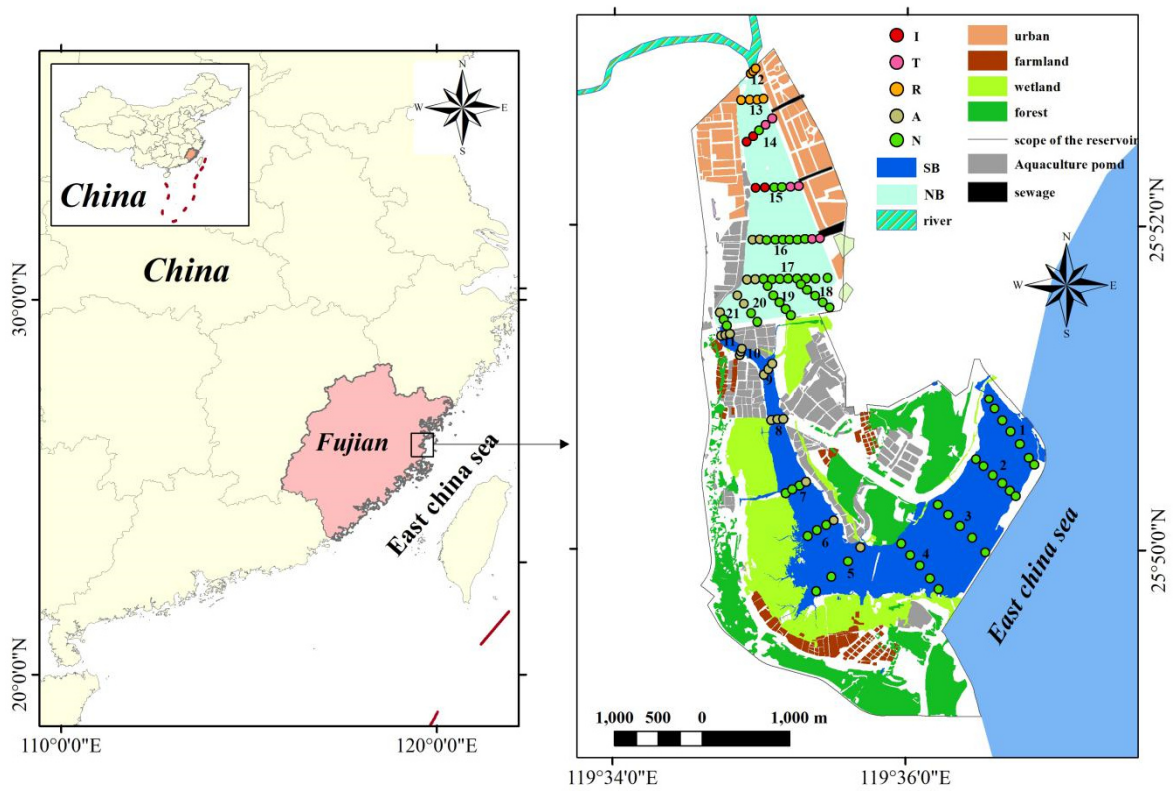 N
W
E
S
China
China
Fujian
East china sea
30°0'0"N
20°0'0"N
110°0'0"E
120°0'0"E
I
T
R
A
N
SB
NB
river
urban
farmland
wetland
forest
scope of the reservoir
Aquaculture pomd
sewage
12
13
14
15
16
17
18
19
20
21
11
10
9
8
7
6
5
4
3
2
1
N
W
E
S
East china sea
25°52'0"N
25°50'0"N
1,000 500 0 1,000 m
119°34'0"E
119°36'0"E